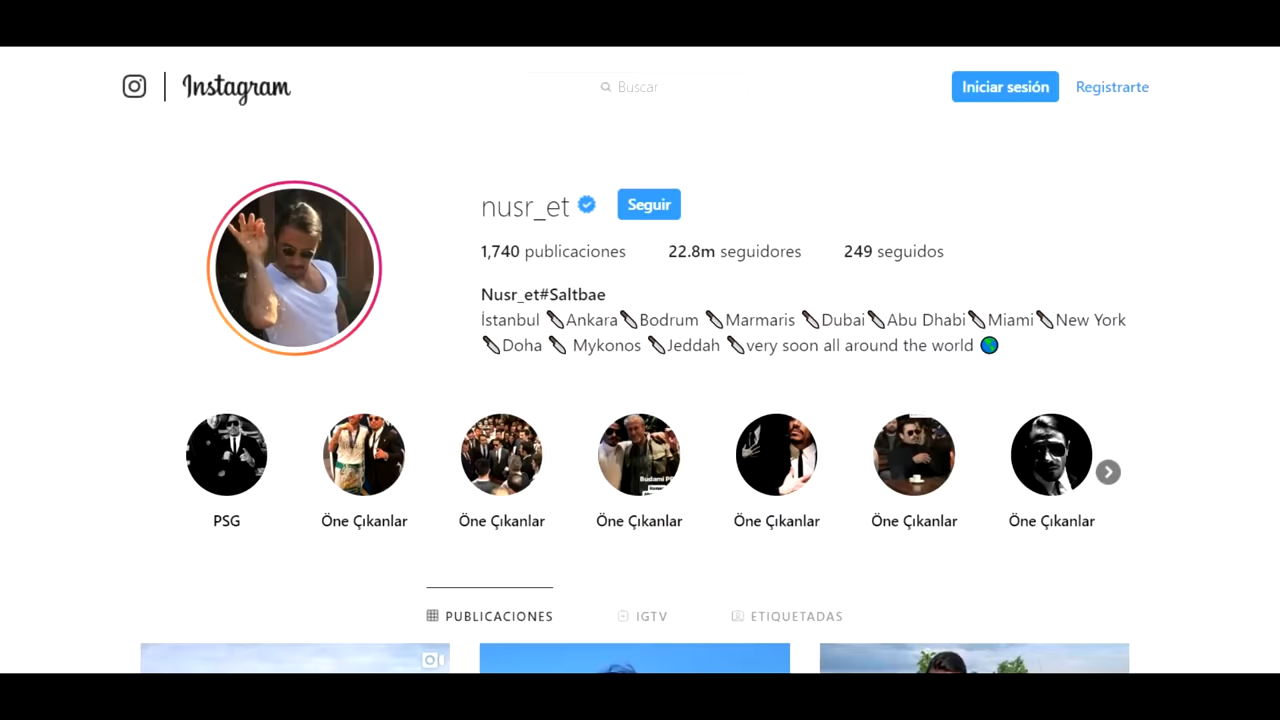 Instagram
Buscar
Iniciar sesión
Registrarte
nusr_et
Seguir
1,740 publicaciones
22.8m seguidores
249 seguidos
Nusr_et#Saltbae
İstanbul 🔪Ankara🔪Bodrum 🔪Marmaris 🔪Dubai🔪Abu Dhabi🔪Miami🔪New York
🔪Doha 🔪 Mykonos 🔪Jeddah 🔪very soon all around the world 🌎
PSG
Öne Çıkanlar
Öne Çıkanlar
Öne Çıkanlar
Öne Çıkanlar
Öne Çıkanlar
Öne Çıkanlar
PUBLICACIONES
IGTV
ETIQUETADAS